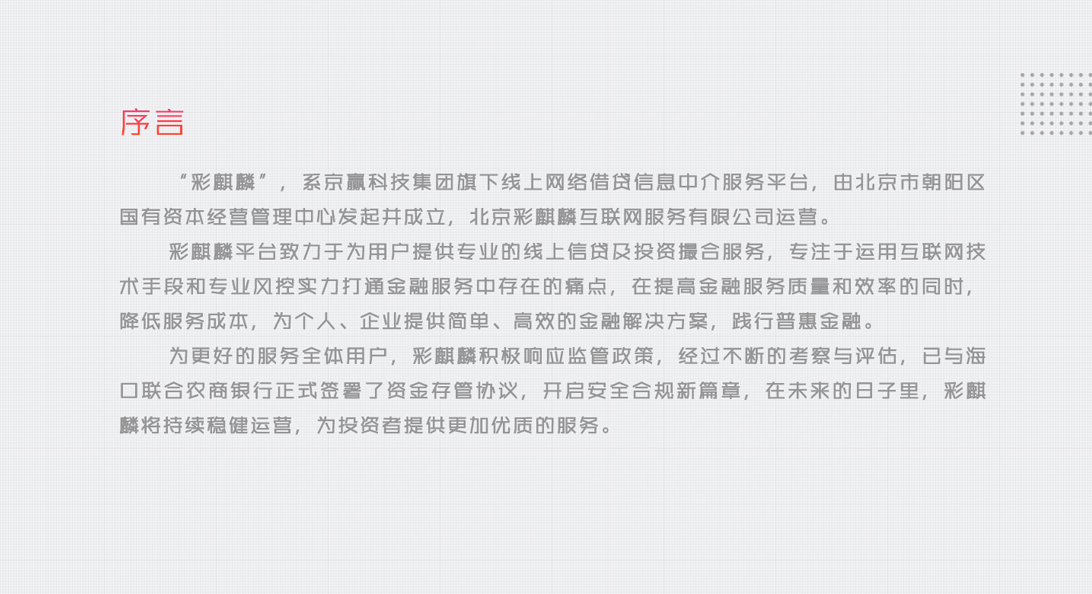 序言
“彩麒麟”，系京赢科技集团旗下线上网络借贷信息中介服务平台，由北京市朝阳区
国有资本经营管理中心发起并成立，北京彩麒麟互联网服务有限公司运营。
彩麒麟平台致力于为用户提供专业的线上信贷及投资撮合服务，专注于运用互联网技
术手段和专业风控实力打通金融服务中存在的痛点，在提高金融服务质量和效率的同时，
降低服务成本，为个人、企业提供简单、高效的金融解决方案，践行普惠金融。
为更好的服务全体用户，彩麒麟积极响应监管政策，经过不断的考察与评估，已与海
口联合农商银行正式签署了资金存管协议，开启安全合规新篇章，在未来的日子里，彩麒
麟将持续稳健运营，为投资者提供更加优质的服务。